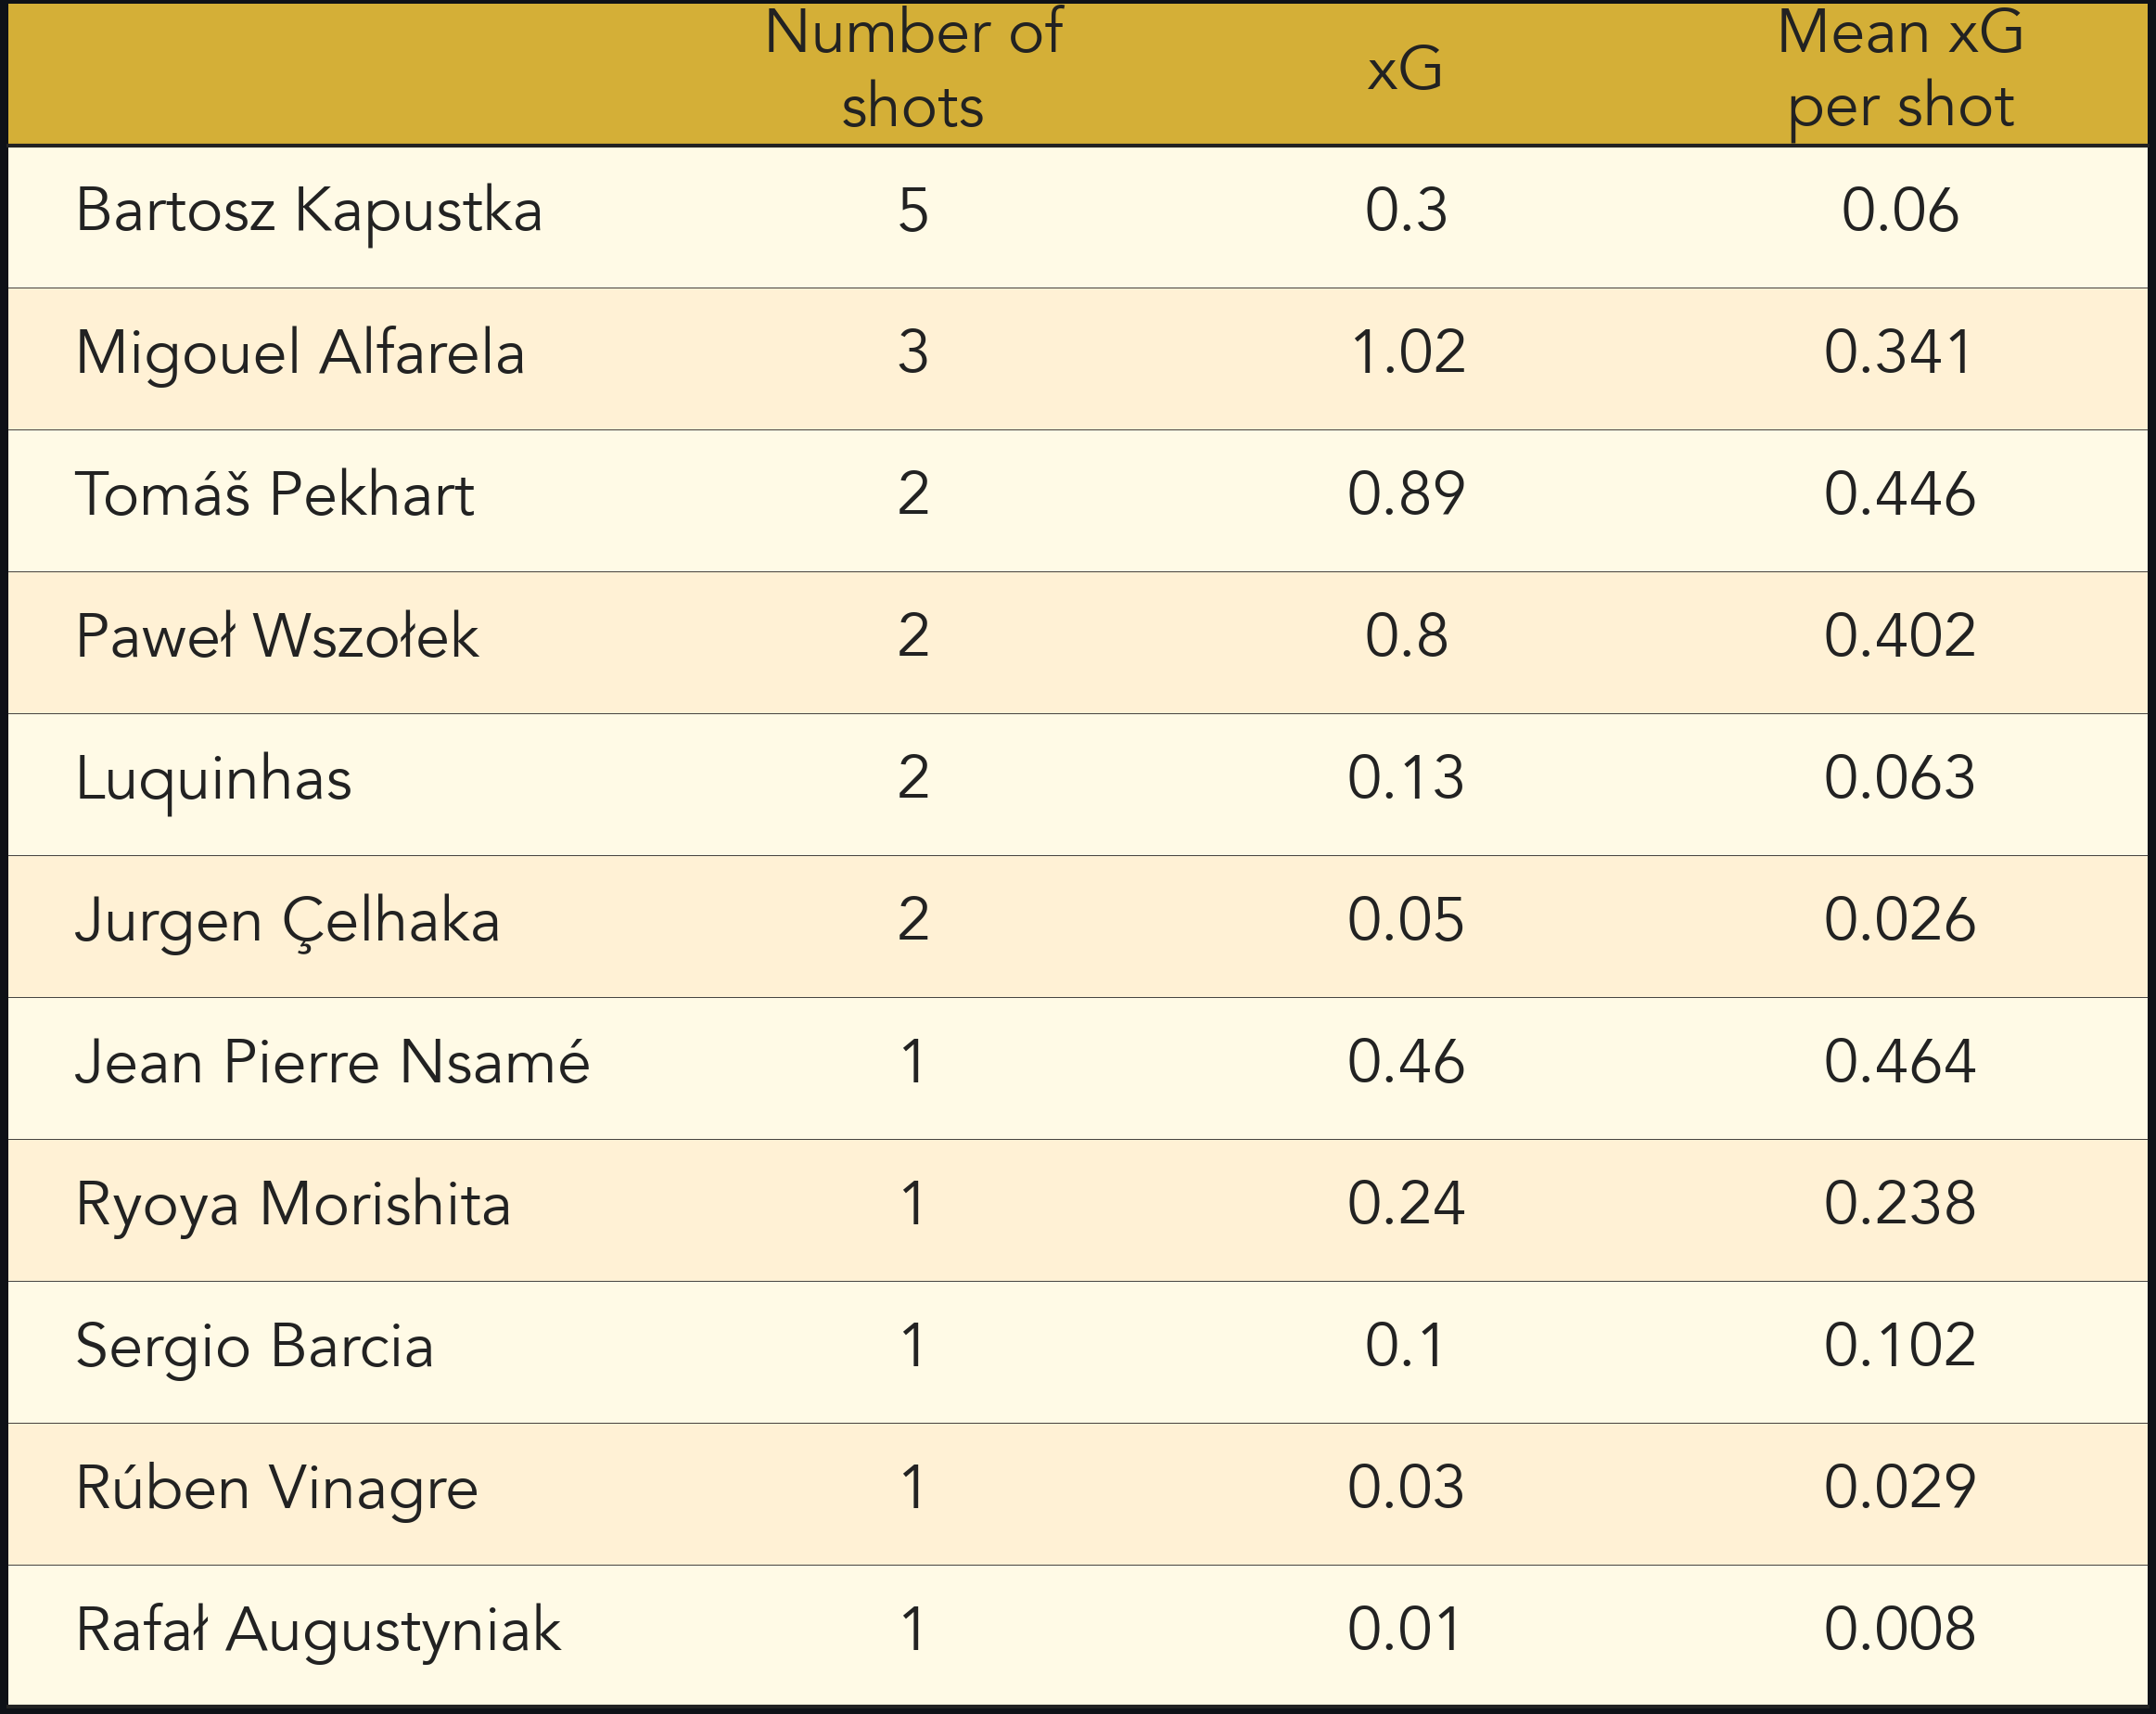 Number of shots xG Mean xG per shot
Bartosz Kapustka 5 0.3 0.06
Migouel Alfarela 3 1.02 0.341
Tomáš Pekhart 2 0.89 0.446
Paweł Wszołek 2 0.8 0.402
Luquinhas 2 0.13 0.063
Jurgen Çelhaka 2 0.05 0.026
Jean Pierre Nsamé 1 0.46 0.464
Ryoya Morishita 1 0.24 0.238
Sergio Barcia 1 0.1 0.102
Rúben Vinagre 1 0.03 0.029
Rafał Augustyniak 1 0.01 0.008